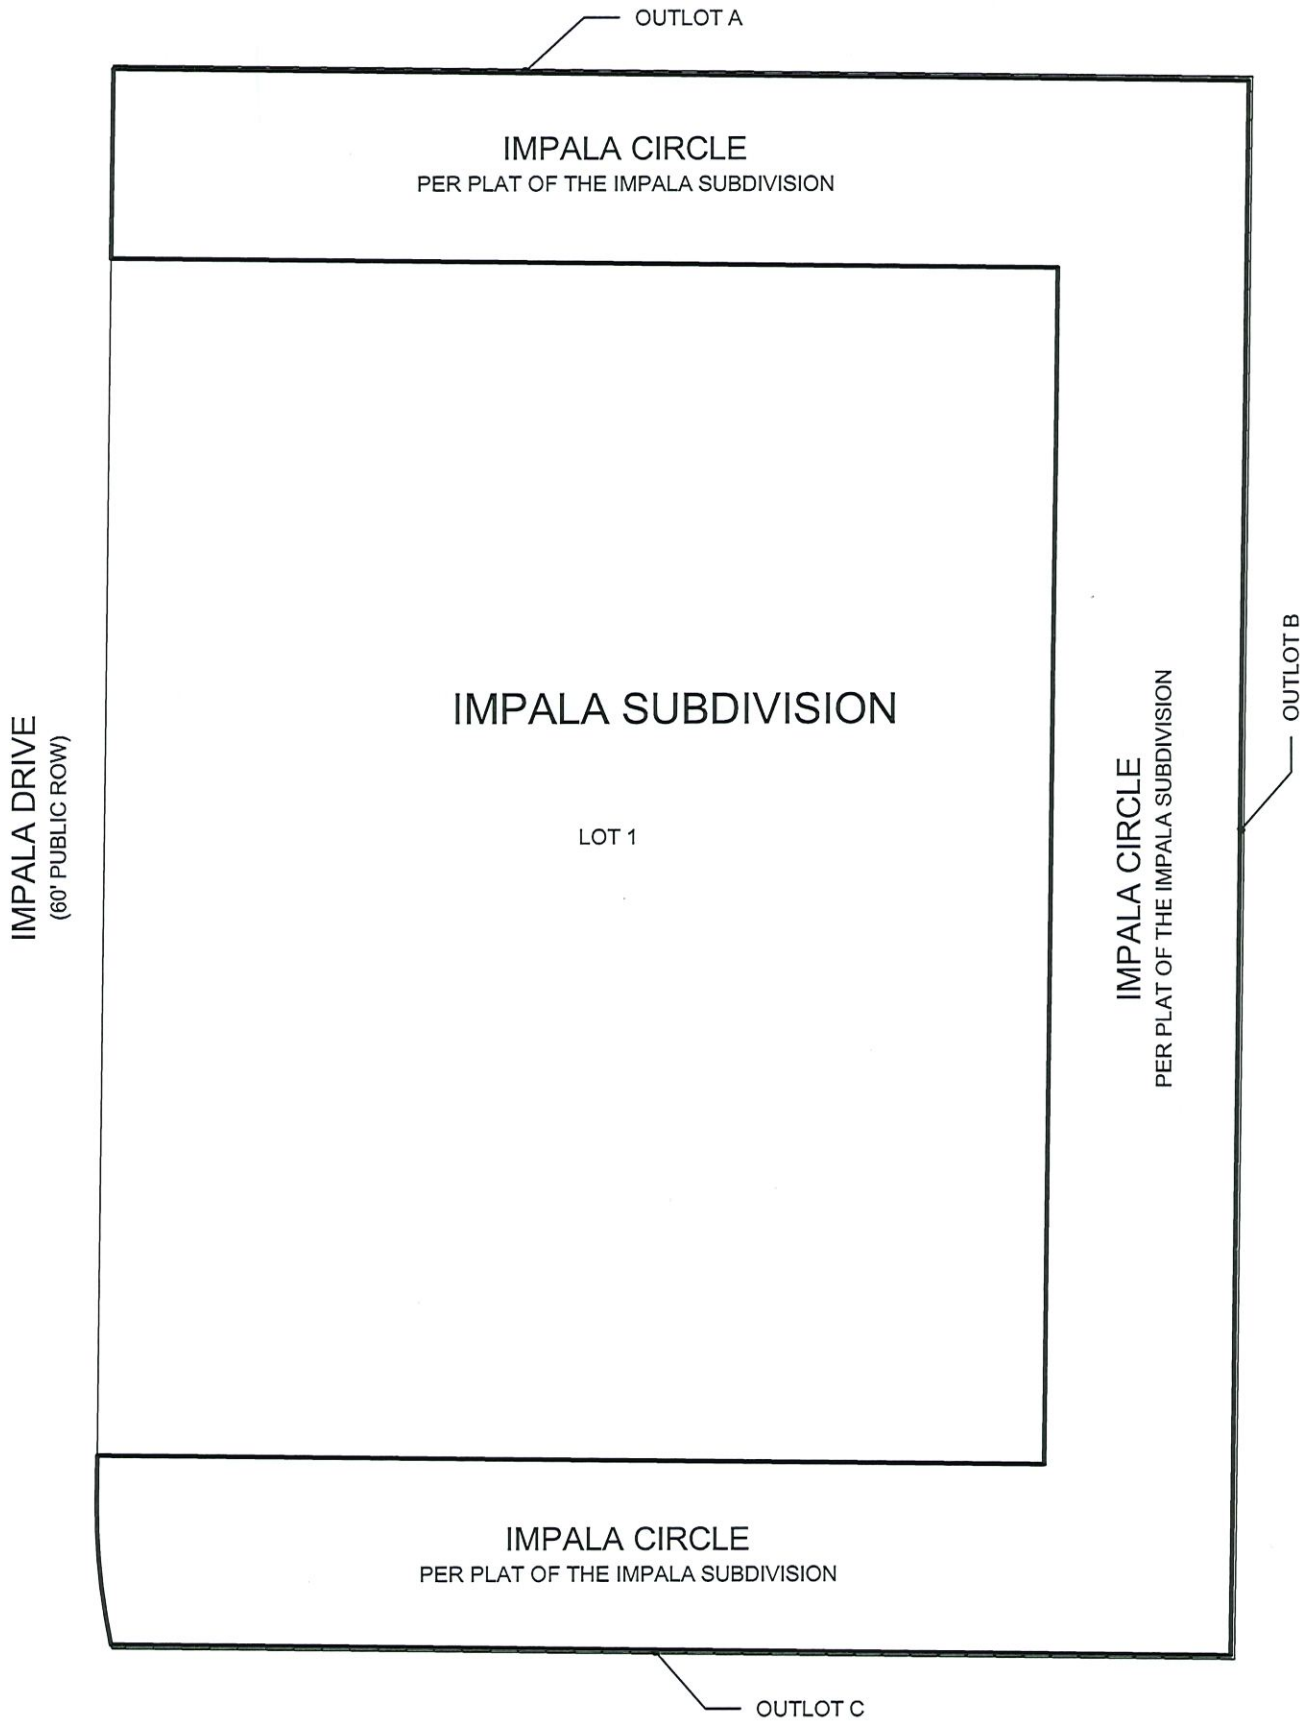 OUTLOT A
IMPALA CIRCLE
PER PLAT OF THE IMPALA SUBDIVISION
IMPALA SUBDIVISION
LOT 1
IMPALA DRIVE
(60' PUBLIC ROW)
IMPALA CIRCLE
PER PLAT OF THE IMPALA SUBDIVISION
OUTLOT B
IMPALA CIRCLE
PER PLAT OF THE IMPALA SUBDIVISION
OUTLOT C